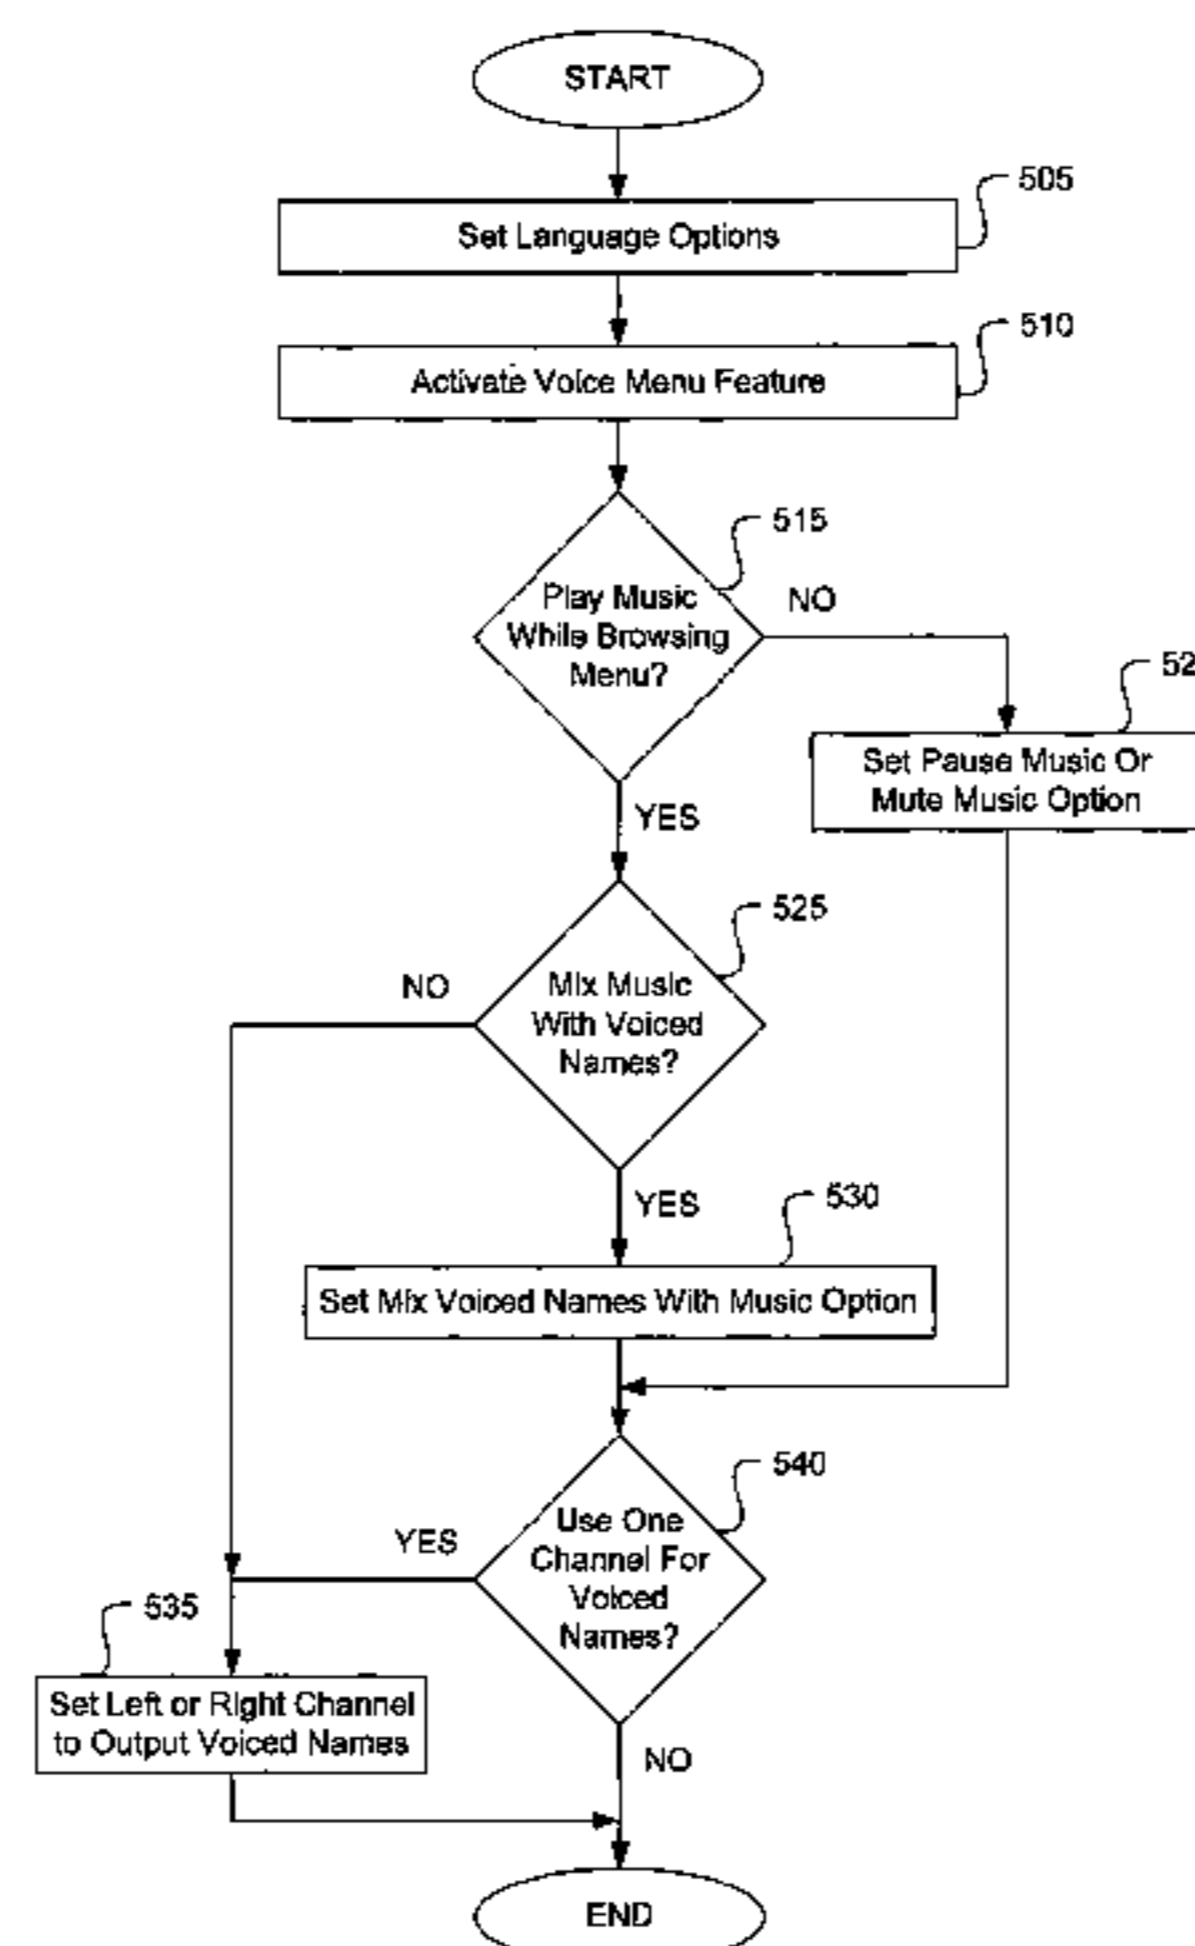 START
505
Set Language Options
510
Activate Voice Menu Feature
515
Play Music
While Browsing
Menu?
NO
52
Set Pause Music Or
Mute Music Option
YES
525
Mix Music
With Voiced
Names?
NO
YES
530
Set Mix Voiced Names With Music Option
540
Use One
Channel For
Voiced
Names?
YES
535
Set Left or Right Channel
to Output Voiced Names
NO
END